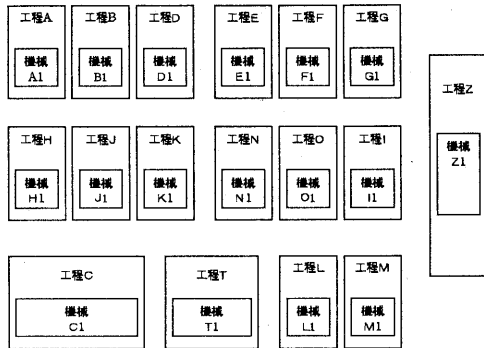 工程A
機械
A1
工程B
機械
B1
工程D
機械
D1
工程E
機械
E1
工程F
機械
F1
工程G
機械
G1
工程Z
機械
Z1
工程H
機械
H1
工程J
機械
J1
工程K
機械
K1
工程N
機械
N1
工程O
機械
O1
工程I
機械
I1
工程C
機械
C1
工程T
機械
T1
工程L
機械
L1
工程M
機械
M1